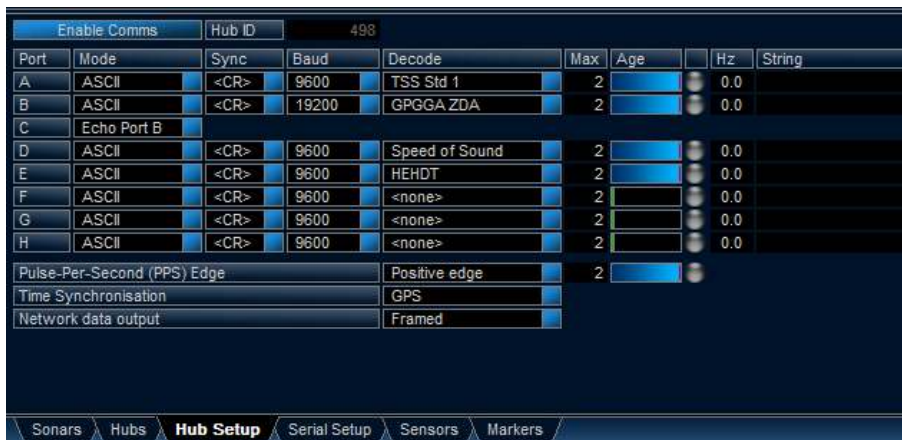 Enable Comms Hub ID 498
Port Mode Sync Baud Decode Max Age Hz String
A ASCII <CR> 9600 TSS Std 1 2 0.0
B ASCII <CR> 19200 GPGGA ZDA 2 0.0
C Echo Port B
D ASCII <CR> 9600 Speed of Sound 2 0.0
E ASCII <CR> 9600 HEHDT 2 0.0
F ASCII <CR> 9600 <none> 2 0.0
G ASCII <CR> 9600 <none> 2 0.0
H ASCII <CR> 9600 <none> 2 0.0
Pulse-Per-Second (PPS) Edge Positive edge 2
Time Synchronisation GPS
Network data output Framed
Sonars Hubs Hub Setup Serial Setup Sensors Markers